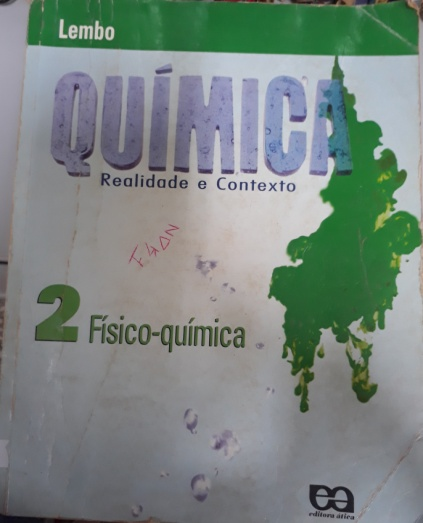 Lembo
QUÍMICA
Realidade e Contexto
2 Físico-química
editora ática